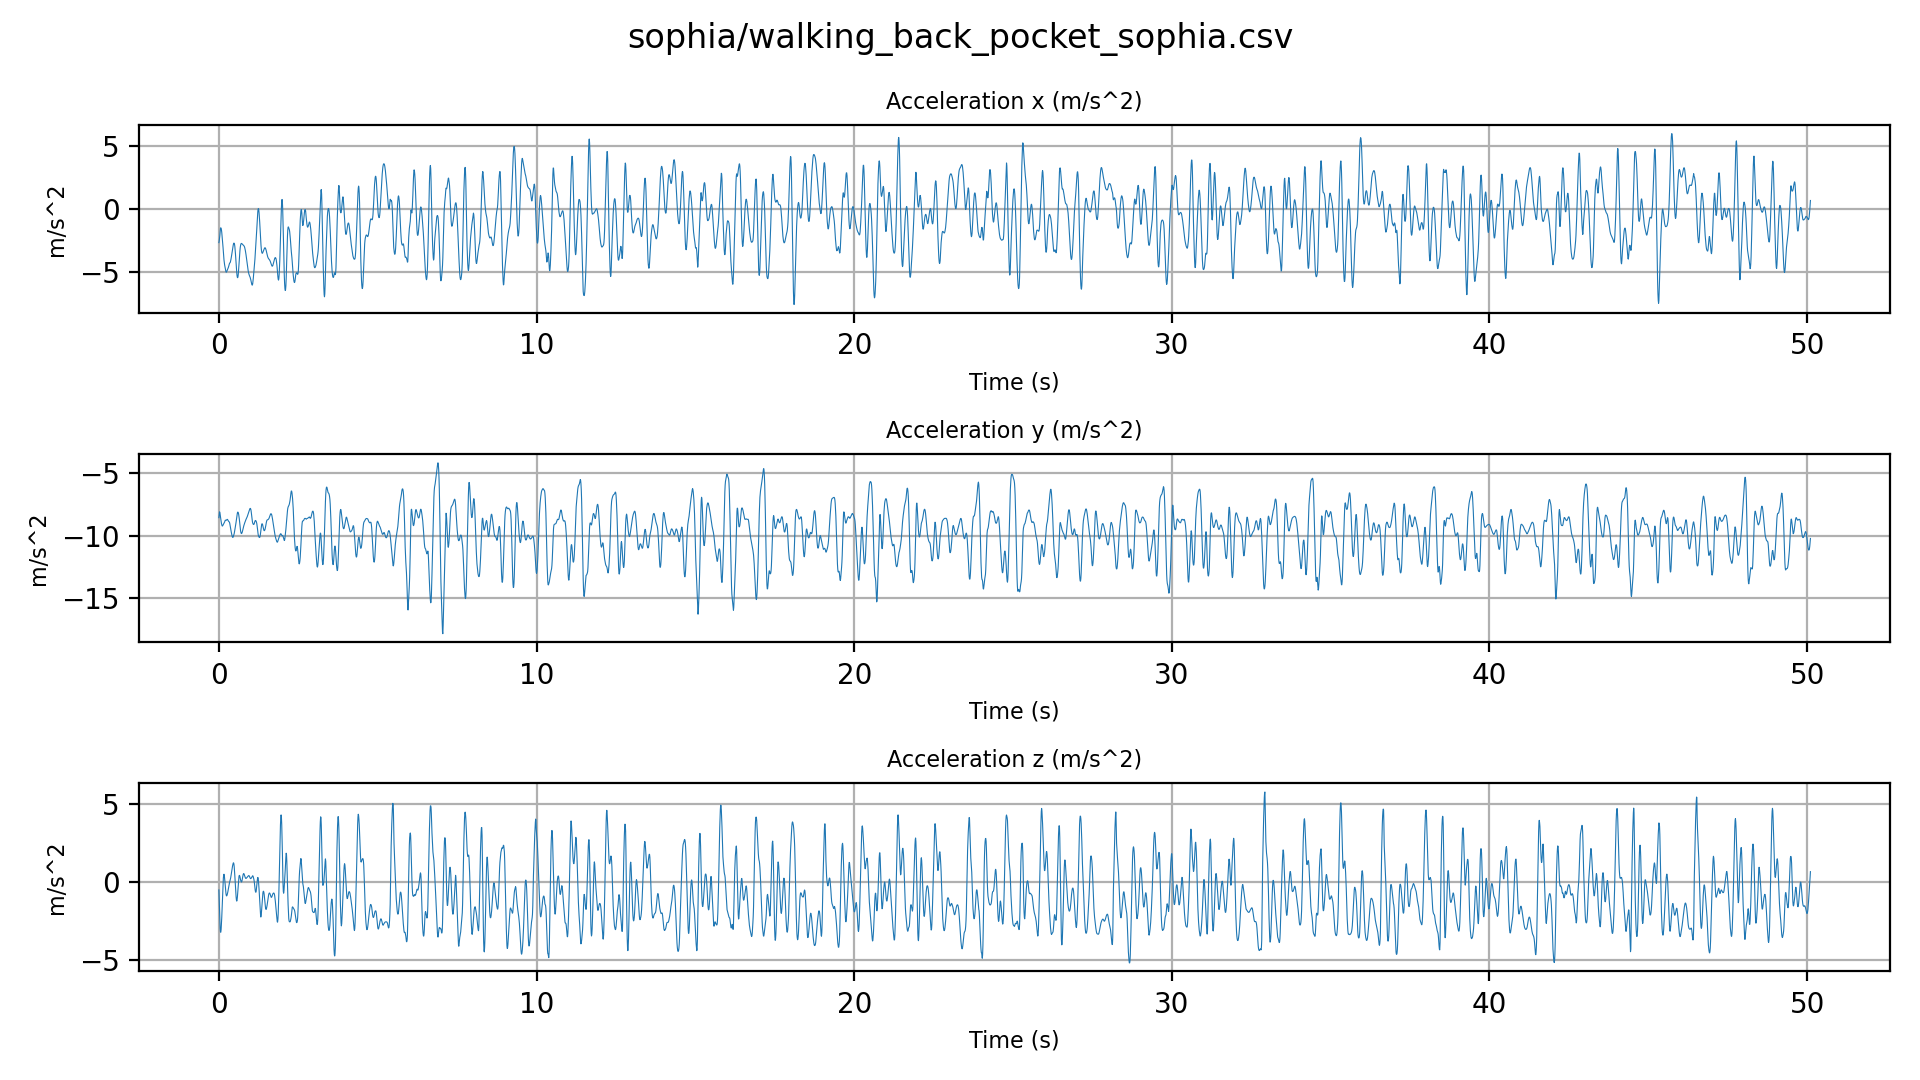 sophia/walking_back_pocket_sophia.csv
Acceleration x (m/s^2)
m/s^2
5
0
−5
0 10 20 30 40 50
Time (s)
Acceleration y (m/s^2)
m/s^2
−5
−10
−15
0 10 20 30 40 50
Time (s)
Acceleration z (m/s^2)
m/s^2
5
0
−5
0 10 20 30 40 50
Time (s)